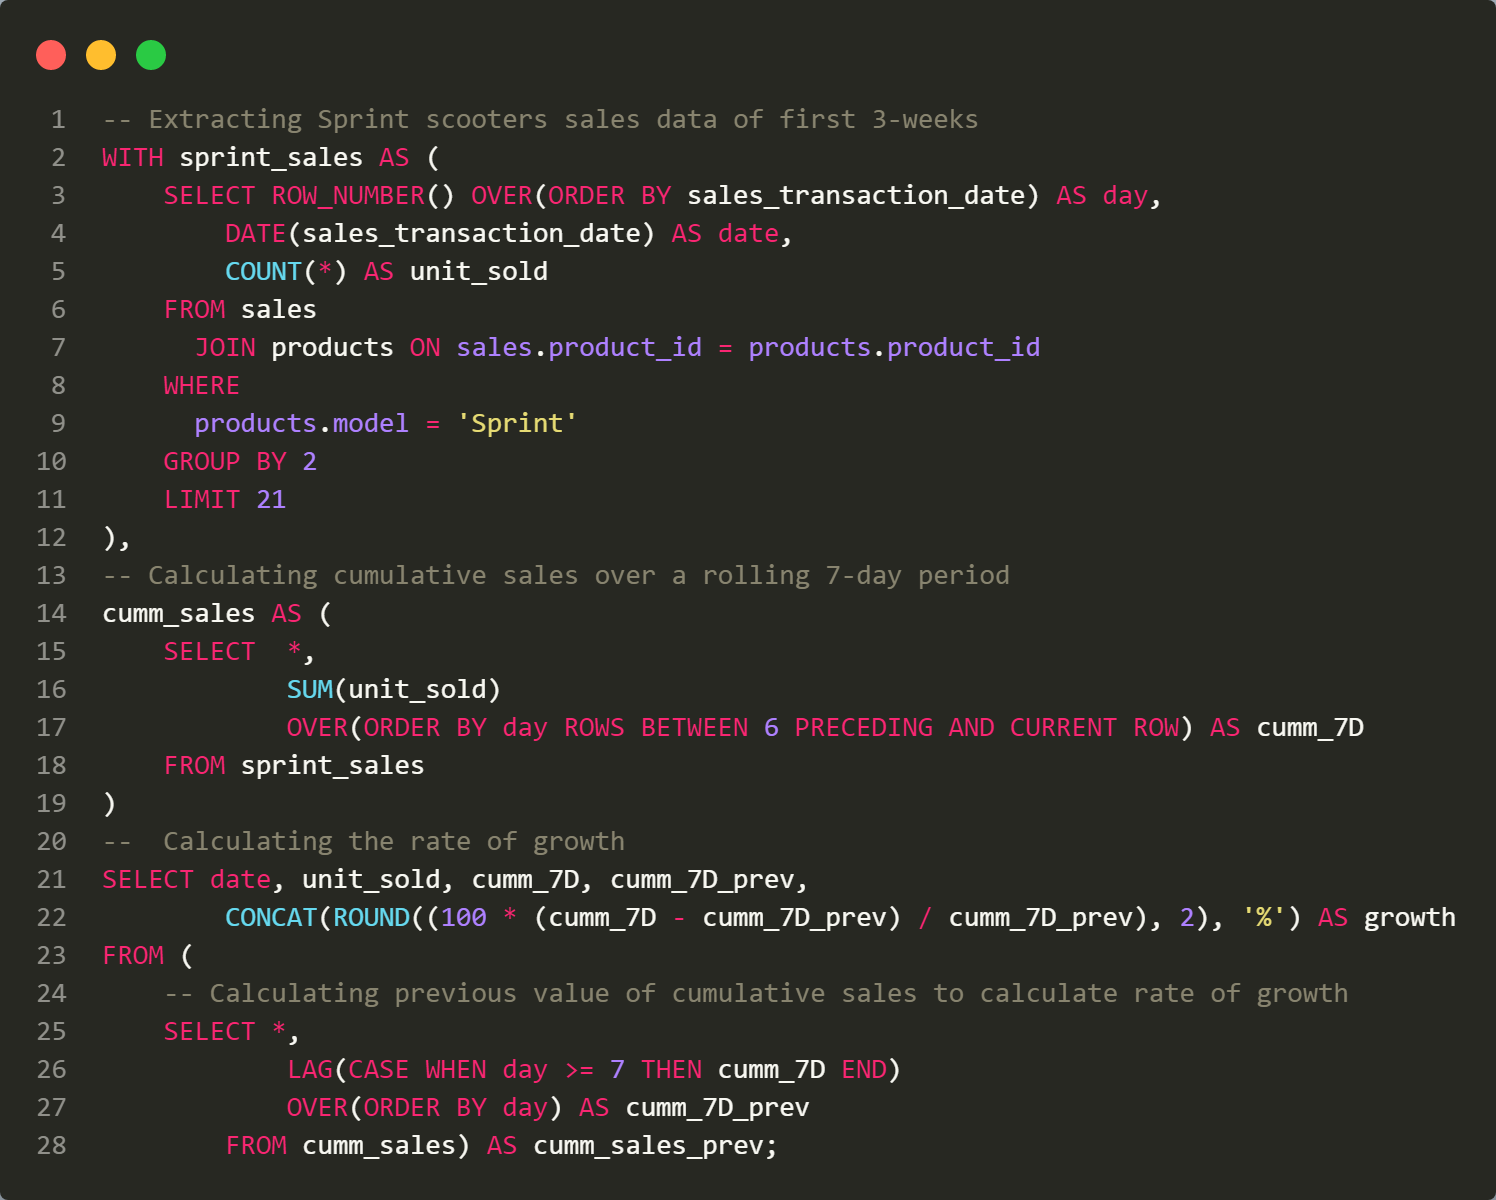 1 -- Extracting Sprint scooters sales data of first 3-weeks
2 WITH sprint_sales AS (
3     SELECT ROW_NUMBER() OVER(ORDER BY sales_transaction_date) AS day,
4         DATE(sales_transaction_date) AS date,
5         COUNT(*) AS unit_sold
6     FROM sales
7       JOIN products ON sales.product_id = products.product_id
8     WHERE
9       products.model = 'Sprint'
10     GROUP BY 2
11     LIMIT 21
12 ),
13 -- Calculating cumulative sales over a rolling 7-day period
14 cumm_sales AS (
15     SELECT  *,
16             SUM(unit_sold)
17             OVER(ORDER BY day ROWS BETWEEN 6 PRECEDING AND CURRENT ROW) AS cumm_7D
18     FROM sprint_sales
19 )
20 --  Calculating the rate of growth
21 SELECT date, unit_sold, cumm_7D, cumm_7D_prev,
22         CONCAT(ROUND((100 * (cumm_7D - cumm_7D_prev) / cumm_7D_prev), 2), '%') AS growth
23 FROM (
24     -- Calculating previous value of cumulative sales to calculate rate of growth
25     SELECT *,
26             LAG(CASE WHEN day >= 7 THEN cumm_7D END)
27             OVER(ORDER BY day) AS cumm_7D_prev
28         FROM cumm_sales) AS cumm_sales_prev;